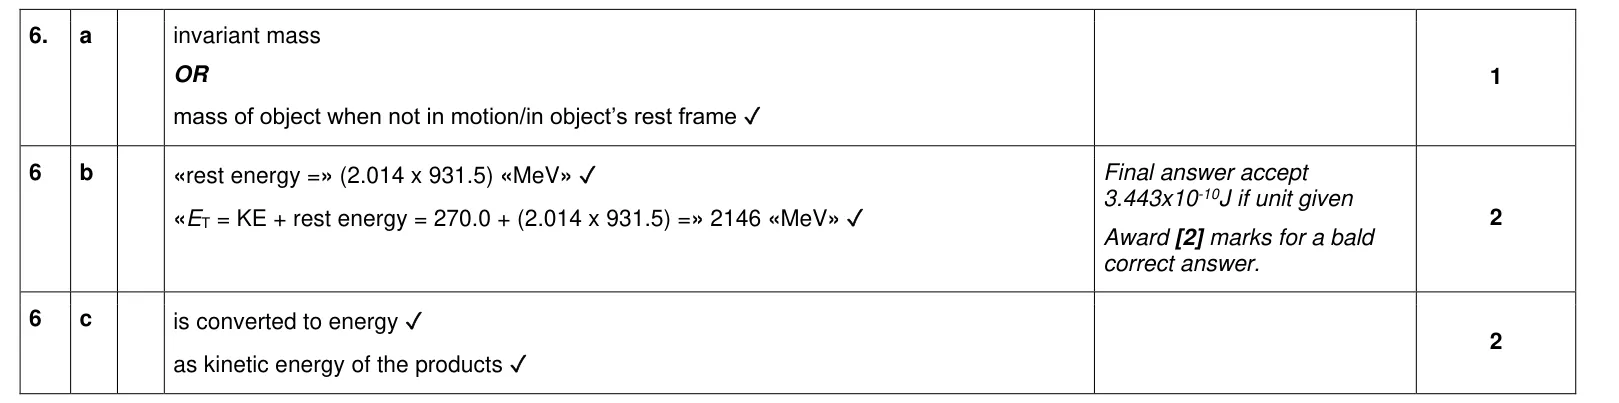 6. a invariant mass
OR
mass of object when not in motion/in object's rest frame ✓ 1
6 b «rest energy =» (2.014 x 931.5) «MeV» ✓
«E_T = KE + rest energy = 270.0 + (2.014 x 931.5) =» 2146 «MeV» ✓
Final answer accept
3.443x10⁻¹⁰J if unit given
Award [2] marks for a bald
correct answer.
2
6 c is converted to energy ✓
as kinetic energy of the products ✓
2